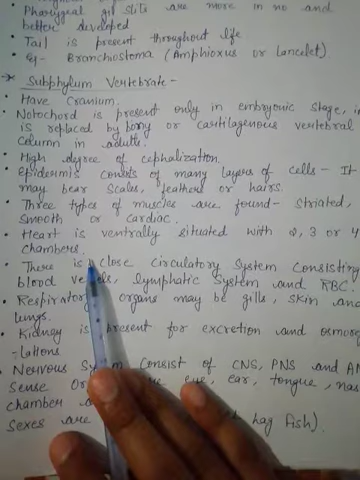 Pharyngeal gill slits are more in no and
better developed
• Tail is present throughout life
• eg - Branchiostoma (Amphioxus or Lancelet)
* Subphylum Vertebrate -
• Have Cranium.
• Notochord is present only in embryonic stage, i
is replaced by bony or cartilagenous vertebral
column in adults.
• High degree of cephalization.
• Epidermis consists of many layers of cells - It
may bear Scales, feathers or hairs.
• Three types of muscles are found - Striated,
Smooth or Cardiac.
• Heart is ventrally situated with 2, 3 or 4
chambers.
• There is close Circulatory System Consisting
blood vessels, lymphatic System and RBC.
• Respiratory organs may be gills, skin and
lungs.
• Kidney is present for excretion and osmoreg
-lations
• Nervous System Consist of CNS, PNS and AN
Sense eye, ear, tongue, nas
chamber
Sexes are hag fish).